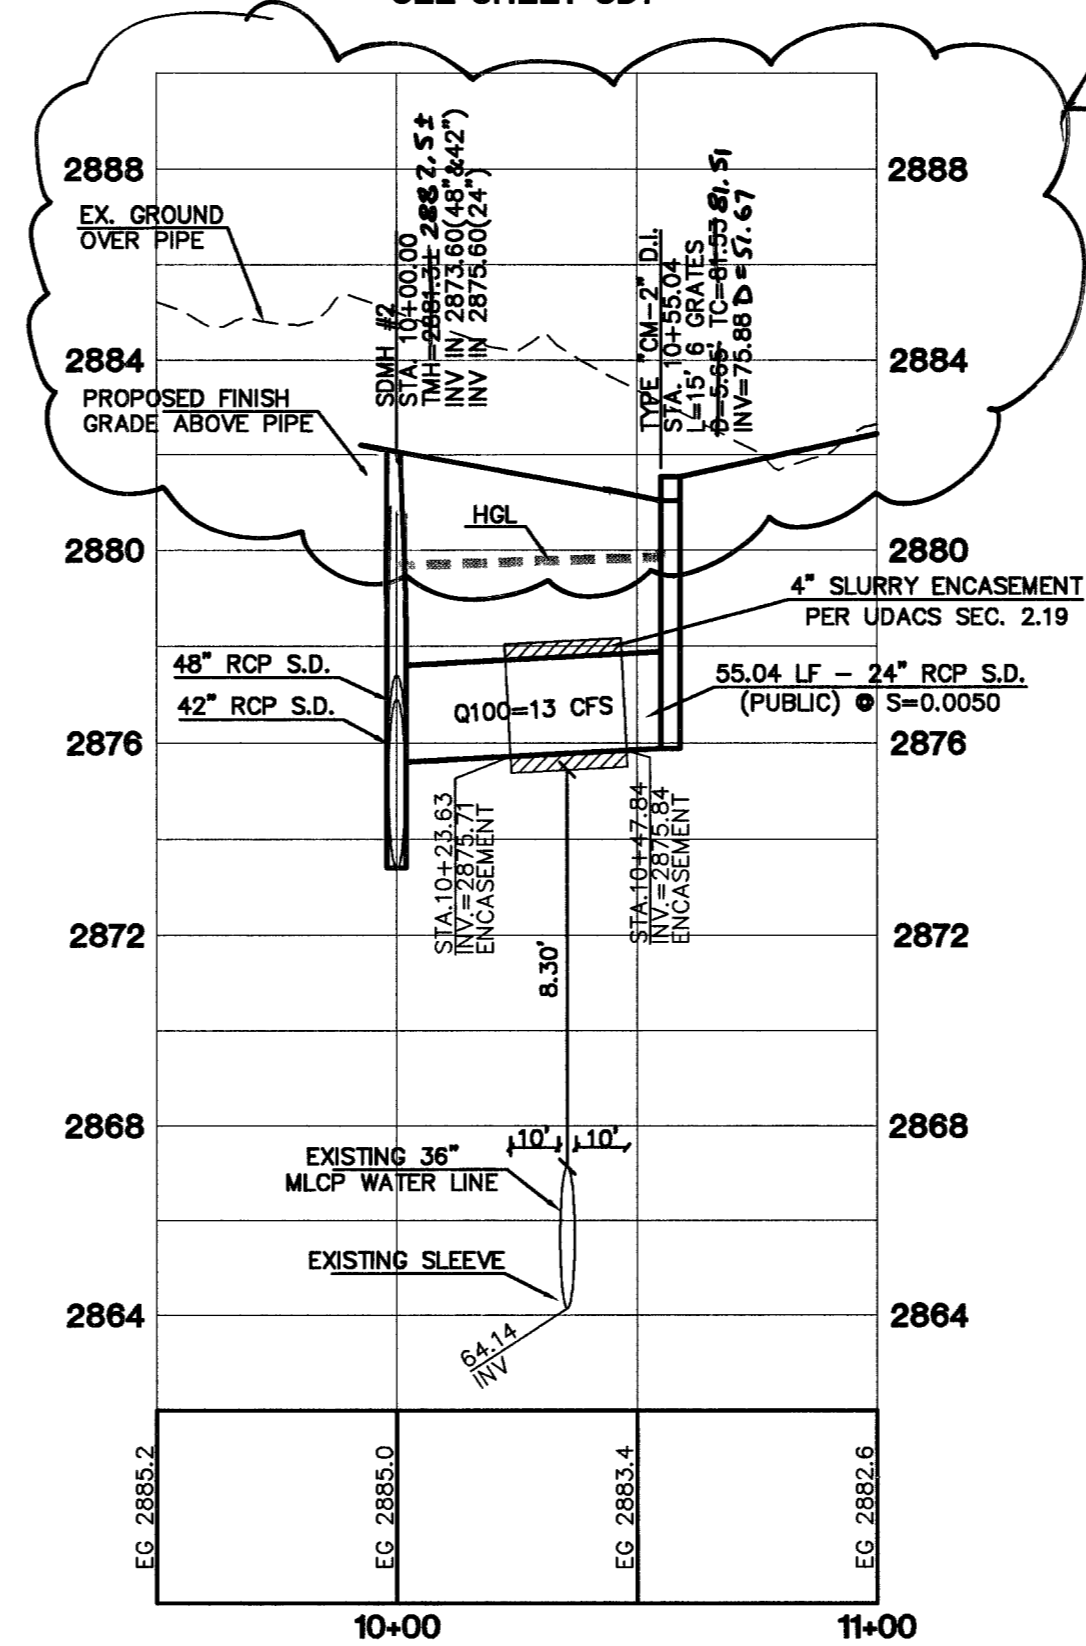 2888
2888
EX. GROUND
OVER PIPE
SDMH #2
STA. 10+00.00
TMH=2881.3± 2882.5±
INV IN 2873.60(48"&42")
INV IN 2875.60(24")
TYPE "CM-2" D.I.
STA. 10+55.04
L=15' 6 GRATES
D=5.65' TC=81.53 81.51
INV=75.88 D=51.67
2884
2884
PROPOSED FINISH
GRADE ABOVE PIPE
HGL
2880
2880
4" SLURRY ENCASEMENT
PER UDACS SEC. 2.19
48" RCP S.D.
42" RCP S.D.
Q100=13 CFS
55.04 LF – 24" RCP S.D.
(PUBLIC) @ S=0.0050
2876
2876
STA.10+23.63
INV.=2875.71
ENCASEMENT
STA.10+47.84
INV.=2875.84
ENCASEMENT
2872
2872
8.30'
2868
2868
10'
10'
EXISTING 36"
MLCP WATER LINE
EXISTING SLEEVE
2864
2864
64.14
INV
EG 2885.2
EG 2885.0
EG 2883.4
EG 2882.6
10+00
11+00